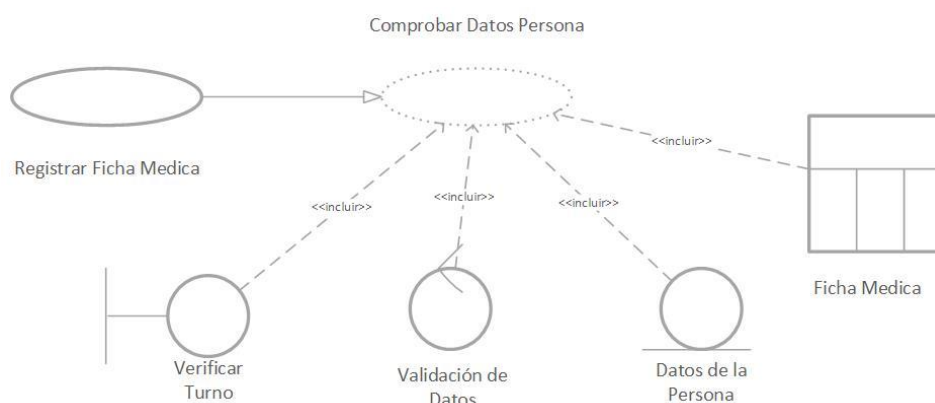 Comprobar Datos Persona
Registrar Ficha Medica
<<incluir>>
<<incluir>>
<<incluir>>
<<incluir>>
Ficha Medica
Verificar
Turno
Validación de
Datos
Datos de la
Persona